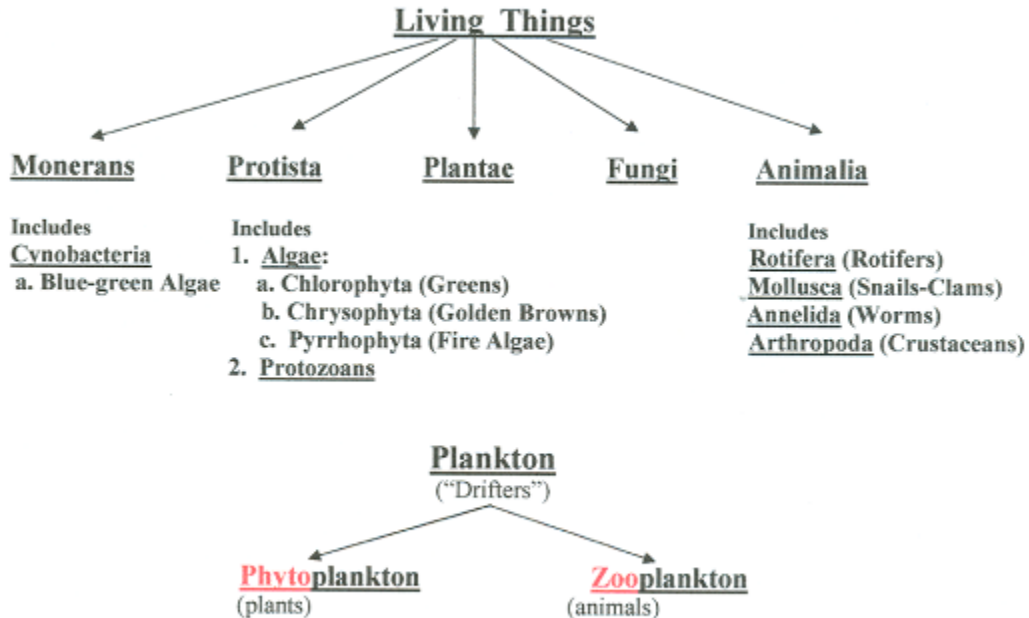 Living Things
Monerans Protista Plantae Fungi Animalia
Includes
Cynobacteria
a. Blue-green Algae
Includes
1. Algae:
a. Chlorophyta (Greens)
b. Chrysophyta (Golden Browns)
c. Pyrrhophyta (Fire Algae)
2. Protozoans
Includes
Rotifera (Rotifers)
Mollusca (Snails-Clams)
Annelida (Worms)
Arthropoda (Crustaceans)
Plankton
(“Drifters”)
Phytoplankton
(plants)
Zooplankton
(animals)